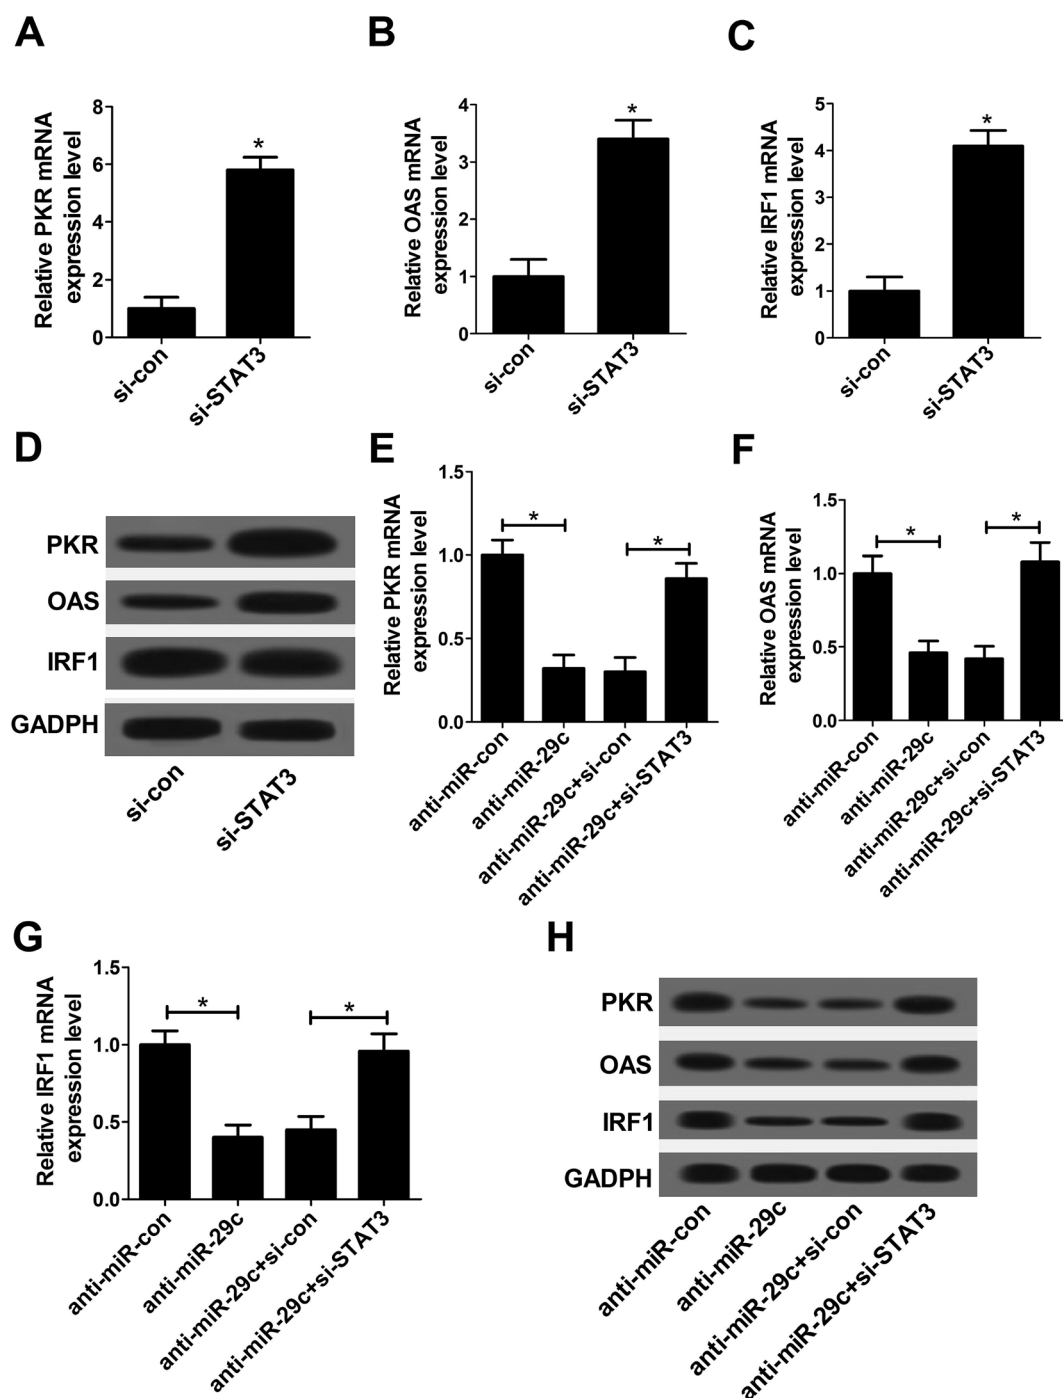 A
Relative PKR mRNA
expression level
8
6
4
2
0
*
si-con
si-STAT3
B
Relative OAS mRNA
expression level
4
3
2
1
0
*
si-con
si-STAT3
C
Relative IRF1 mRNA
expression level
5
4
3
2
1
0
*
si-con
si-STAT3
D
PKR
OAS
IRF1
GADPH
si-con
si-STAT3
E
Relative PKR mRNA
expression level
1.5
1.0
0.5
0.0
*
*
anti-miR-con
anti-miR-29c
anti-miR-29c+si-con
anti-miR-29c+si-STAT3
F
Relative OAS mRNA
expression level
1.5
1.0
0.5
0.0
*
*
anti-miR-con
anti-miR-29c
anti-miR-29c+si-con
anti-miR-29c+si-STAT3
G
Relative IRF1 mRNA
expression level
1.5
1.0
0.5
0.0
*
*
anti-miR-con
anti-miR-29c
anti-miR-29c+si-con
anti-miR-29c+si-STAT3
H
PKR
OAS
IRF1
GADPH
anti-miR-con
anti-miR-29c
anti-miR-29c+si-con
anti-miR-29c+si-STAT3